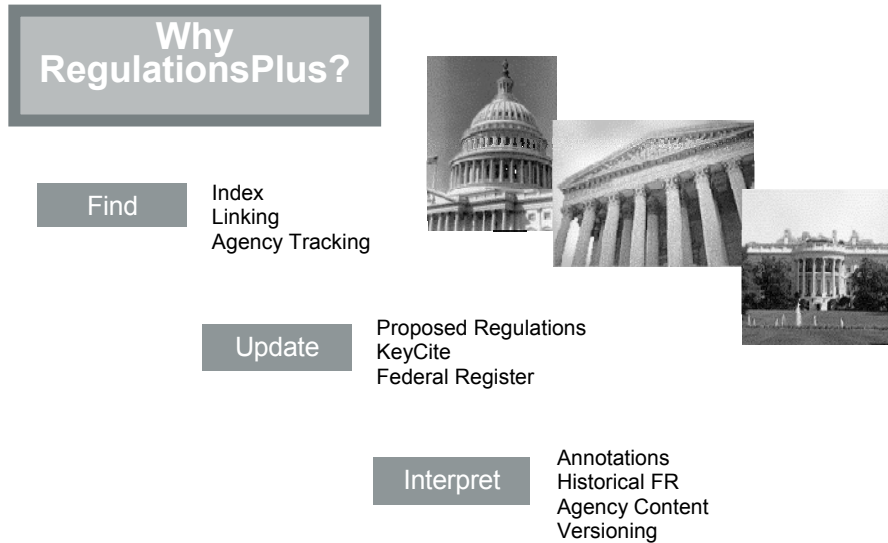 Why
RegulationsPlus?
Find
Index
Linking
Agency Tracking
Update
Proposed Regulations
KeyCite
Federal Register
Interpret
Annotations
Historical FR
Agency Content
Versioning